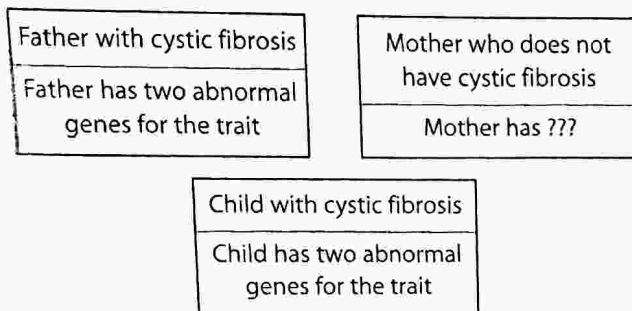 Father with cystic fibrosis
Father has two abnormal
genes for the trait
Mother who does not
have cystic fibrosis
Mother has ???
Child with cystic fibrosis
Child has two abnormal
genes for the trait